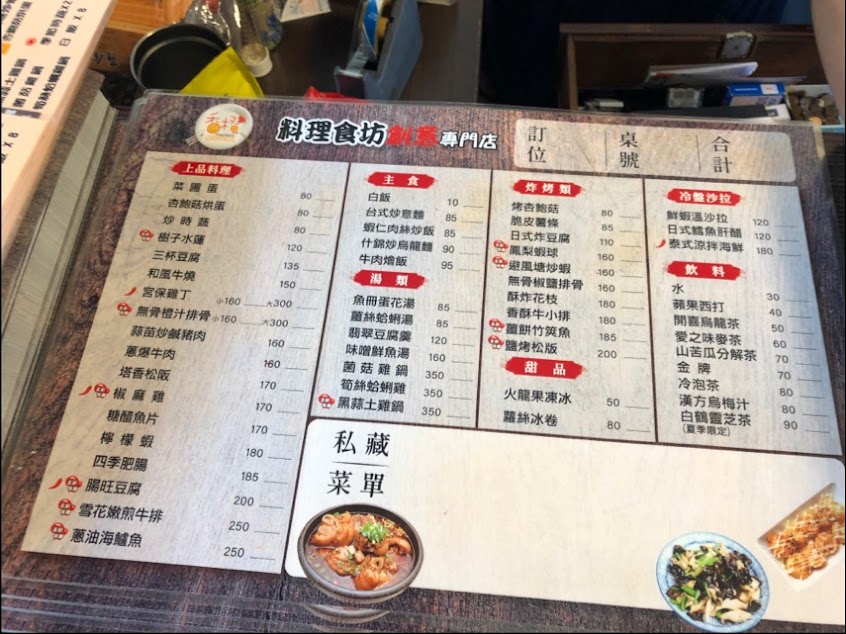 香檳
料理食坊創意專門店
訂位
桌號
合計
上品料理
菜圃蛋 80
杏鮑菇烘蛋 80
炒時蔬 80
樹子水蓮 120
三杯豆腐 135
和風牛燒 150
宮保雞丁 小160 大300
無骨橙汁排骨 小160 大300
蒜苗炒鹹豬肉 160
蔥爆牛肉 160
塔香松阪 170
椒麻雞 170
糖醋魚片 170
檸檬蝦 180
四季肥腸 185
腸旺豆腐 200
雪花嫩煎牛排 250
蔥油海鱸魚 250
主食
白飯 10
台式炒意麵 85
蝦仁肉絲炒飯 85
什錦炒烏龍麵 90
牛肉燴飯 95
湯類
魚冊蛋花湯 85
薑絲蛤蜊湯 85
翡翠豆腐羹 160
味噌鮮魚湯 160
菌菇雞鍋 350
筍絲蛤蜊雞 350
黑蒜土雞鍋 350
炸烤類
烤杏鮑菇 80
脆皮薯條 85
日式炸豆腐 110
鳳梨蝦球 160
避風塘炒蝦 160
無骨椒鹽排骨 160
酥炸花枝 180
香酥牛小排 180
薑餅竹筴魚 185
鹽烤松版 200
甜品
火龍果凍冰 50
蘿絲冰卷 80
冷盤沙拉
鮮蝦溫沙拉 120
日式鱈魚肝醋 120
泰式涼拌海鮮 180
飲料
水 30
蘋果西打 40
開喜烏龍茶 50
愛之味麥茶 60
山苦瓜分解茶 70
金牌 70
冷泡茶 70
漢方烏梅汁 80
白鶴靈芝茶 90
(夏季限定)
私藏
菜單